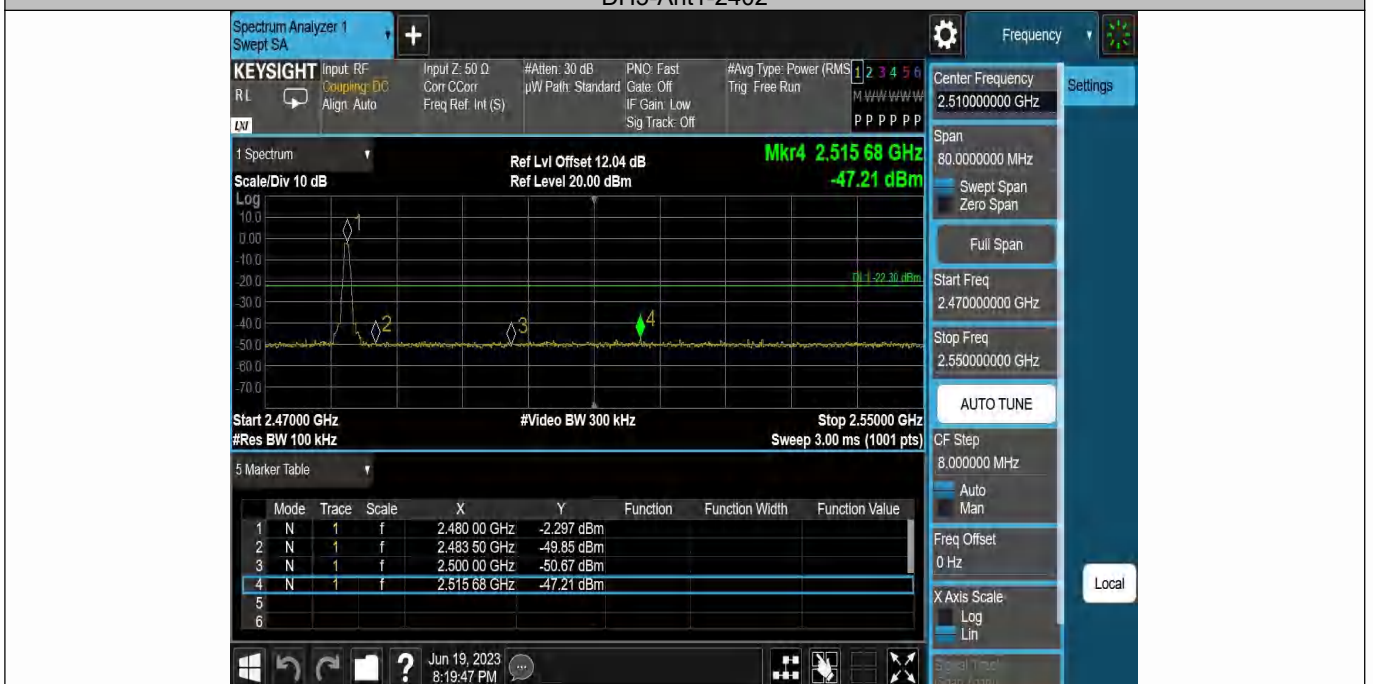 DH5-Ant1-2402
Spectrum Analyzer 1
Swept SA
+
Frequency
KEYSIGHT
RL
LXI
Input: RF
Coupling: DC
Align: Auto
Input Z: 50 Ω
Corr CCorr
Freq Ref: Int (S)
#Atten: 30 dB
µW Path: Standard
PNO: Fast
Gate: Off
IF Gain: Low
Sig Track: Off
#Avg Type: Power (RMS
Trig: Free Run
1 2 3 4 5 6
M W W W W W
P P P P P P
Center Frequency
2.510000000 GHz
Settings
Span
80.0000000 MHz
Swept Span
Zero Span
Full Span
Start Freq
2.470000000 GHz
Stop Freq
2.550000000 GHz
AUTO TUNE
CF Step
8.000000 MHz
Auto
Man
Freq Offset
0 Hz
X Axis Scale
Log
Lin
Local
1 Spectrum
Scale/Div 10 dB
Ref Lvl Offset 12.04 dB
Ref Level 20.00 dBm
Mkr4 2.515 68 GHz
-47.21 dBm
Log
10.0
0.00
-10.0
-20.0
-30.0
-40.0
-50.0
-60.0
-70.0
1
2
3
4
DL1 -22.30 dBm
Start 2.47000 GHz
#Video BW 300 kHz
Stop 2.55000 GHz
#Res BW 100 kHz
Sweep 3.00 ms (1001 pts)
5 Marker Table
Mode Trace Scale X Y Function Function Width Function Value
1 N 1 f 2.480 00 GHz -2.297 dBm
2 N 1 f 2.483 50 GHz -49.85 dBm
3 N 1 f 2.500 00 GHz -50.67 dBm
4 N 1 f 2.515 68 GHz -47.21 dBm
5
6
? Jun 19, 2023
8:19:47 PM